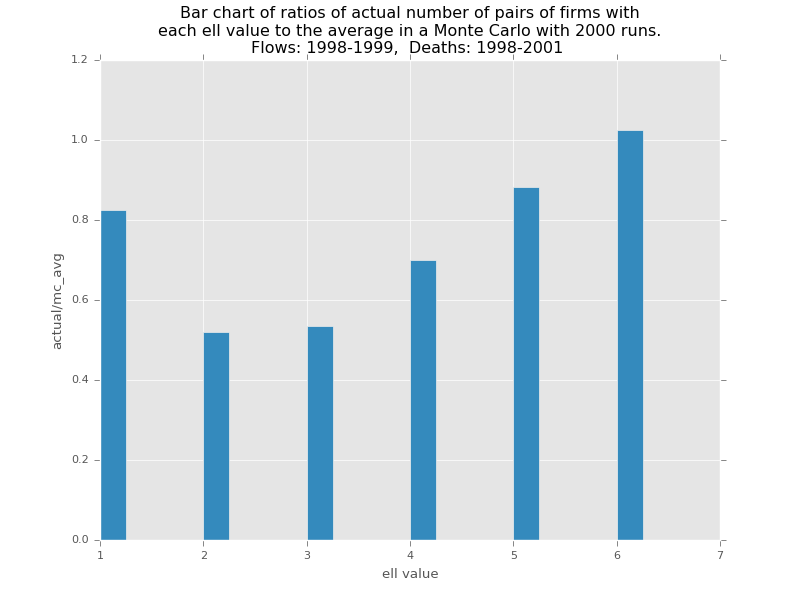 Bar chart of ratios of actual number of pairs of firms with
each ell value to the average in a Monte Carlo with 2000 runs.
Flows: 1998-1999,  Deaths: 1998-2001
1.2
1.0
0.8
0.6
0.4
0.2
0.0
actual/mc_avg
1 2 3 4 5 6 7
ell value